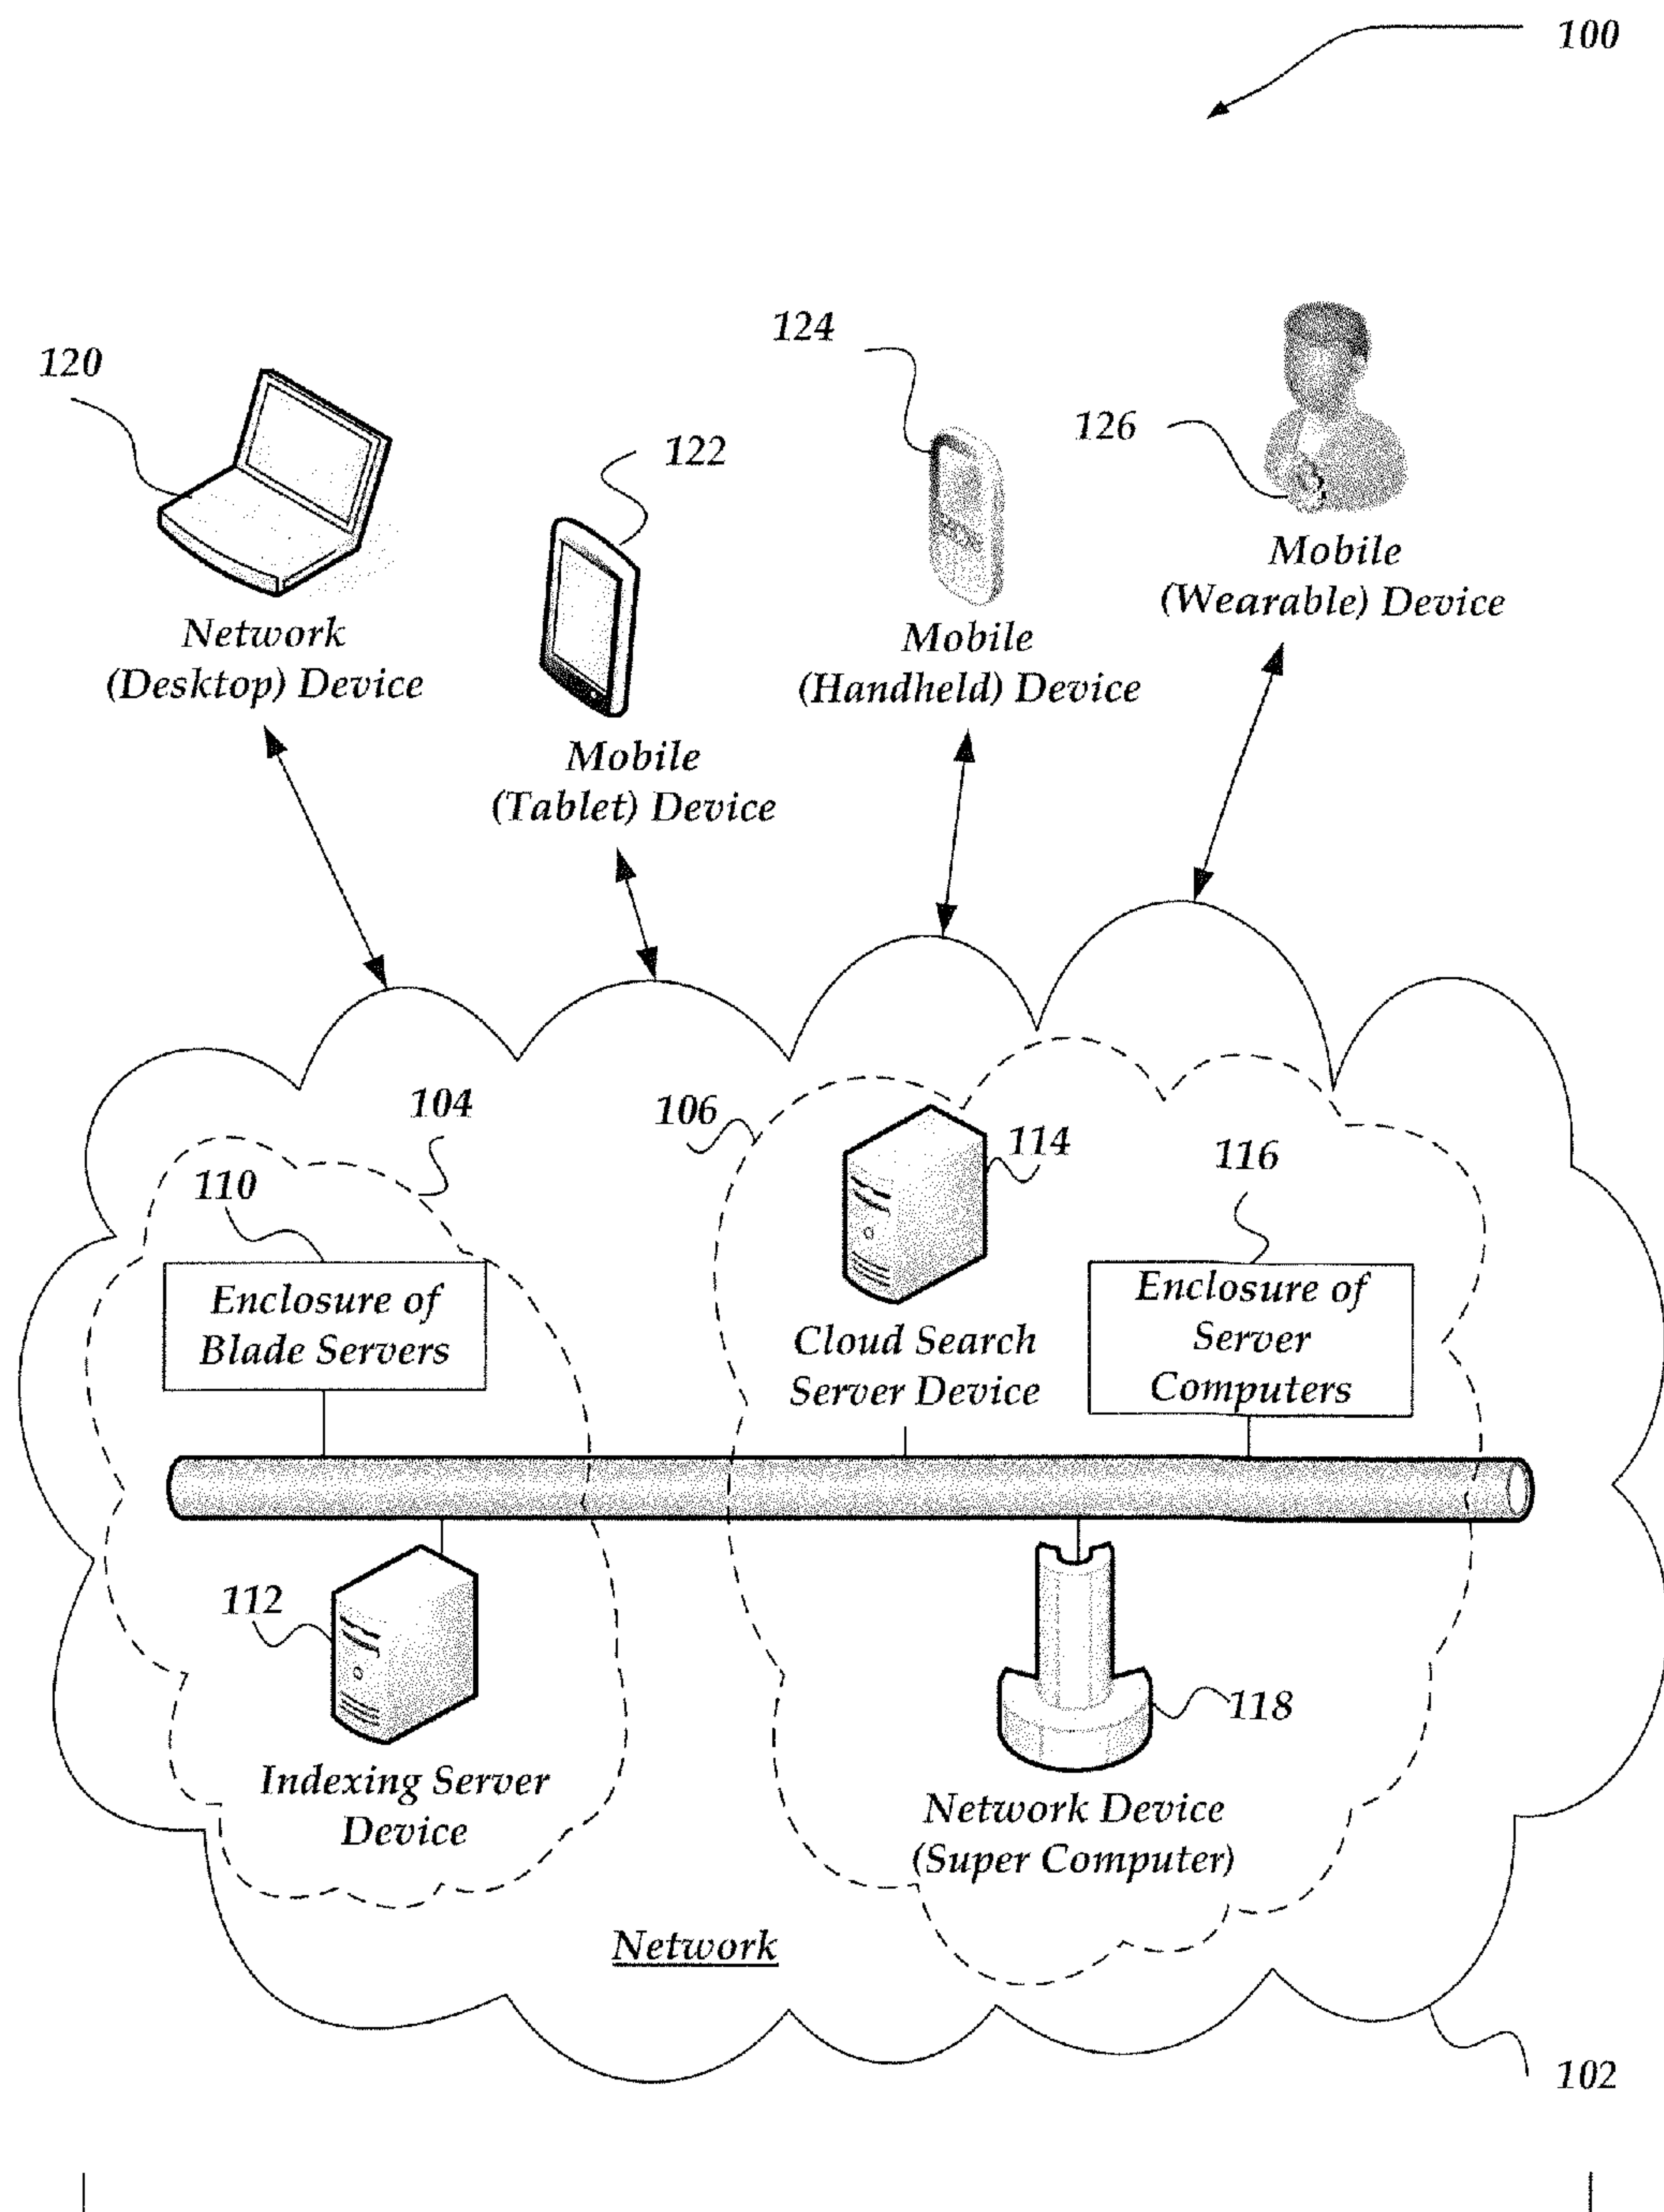 100
124
120
126
122
Mobile
(Wearable) Device
Network
(Desktop) Device
Mobile
(Handheld) Device
Mobile
(Tablet) Device
104
106
114
116
110
Enclosure of
Blade Servers
Cloud Search
Server Device
Enclosure of
Server
Computers
112
118
Indexing Server
Device
Network Device
(Super Computer)
Network
102